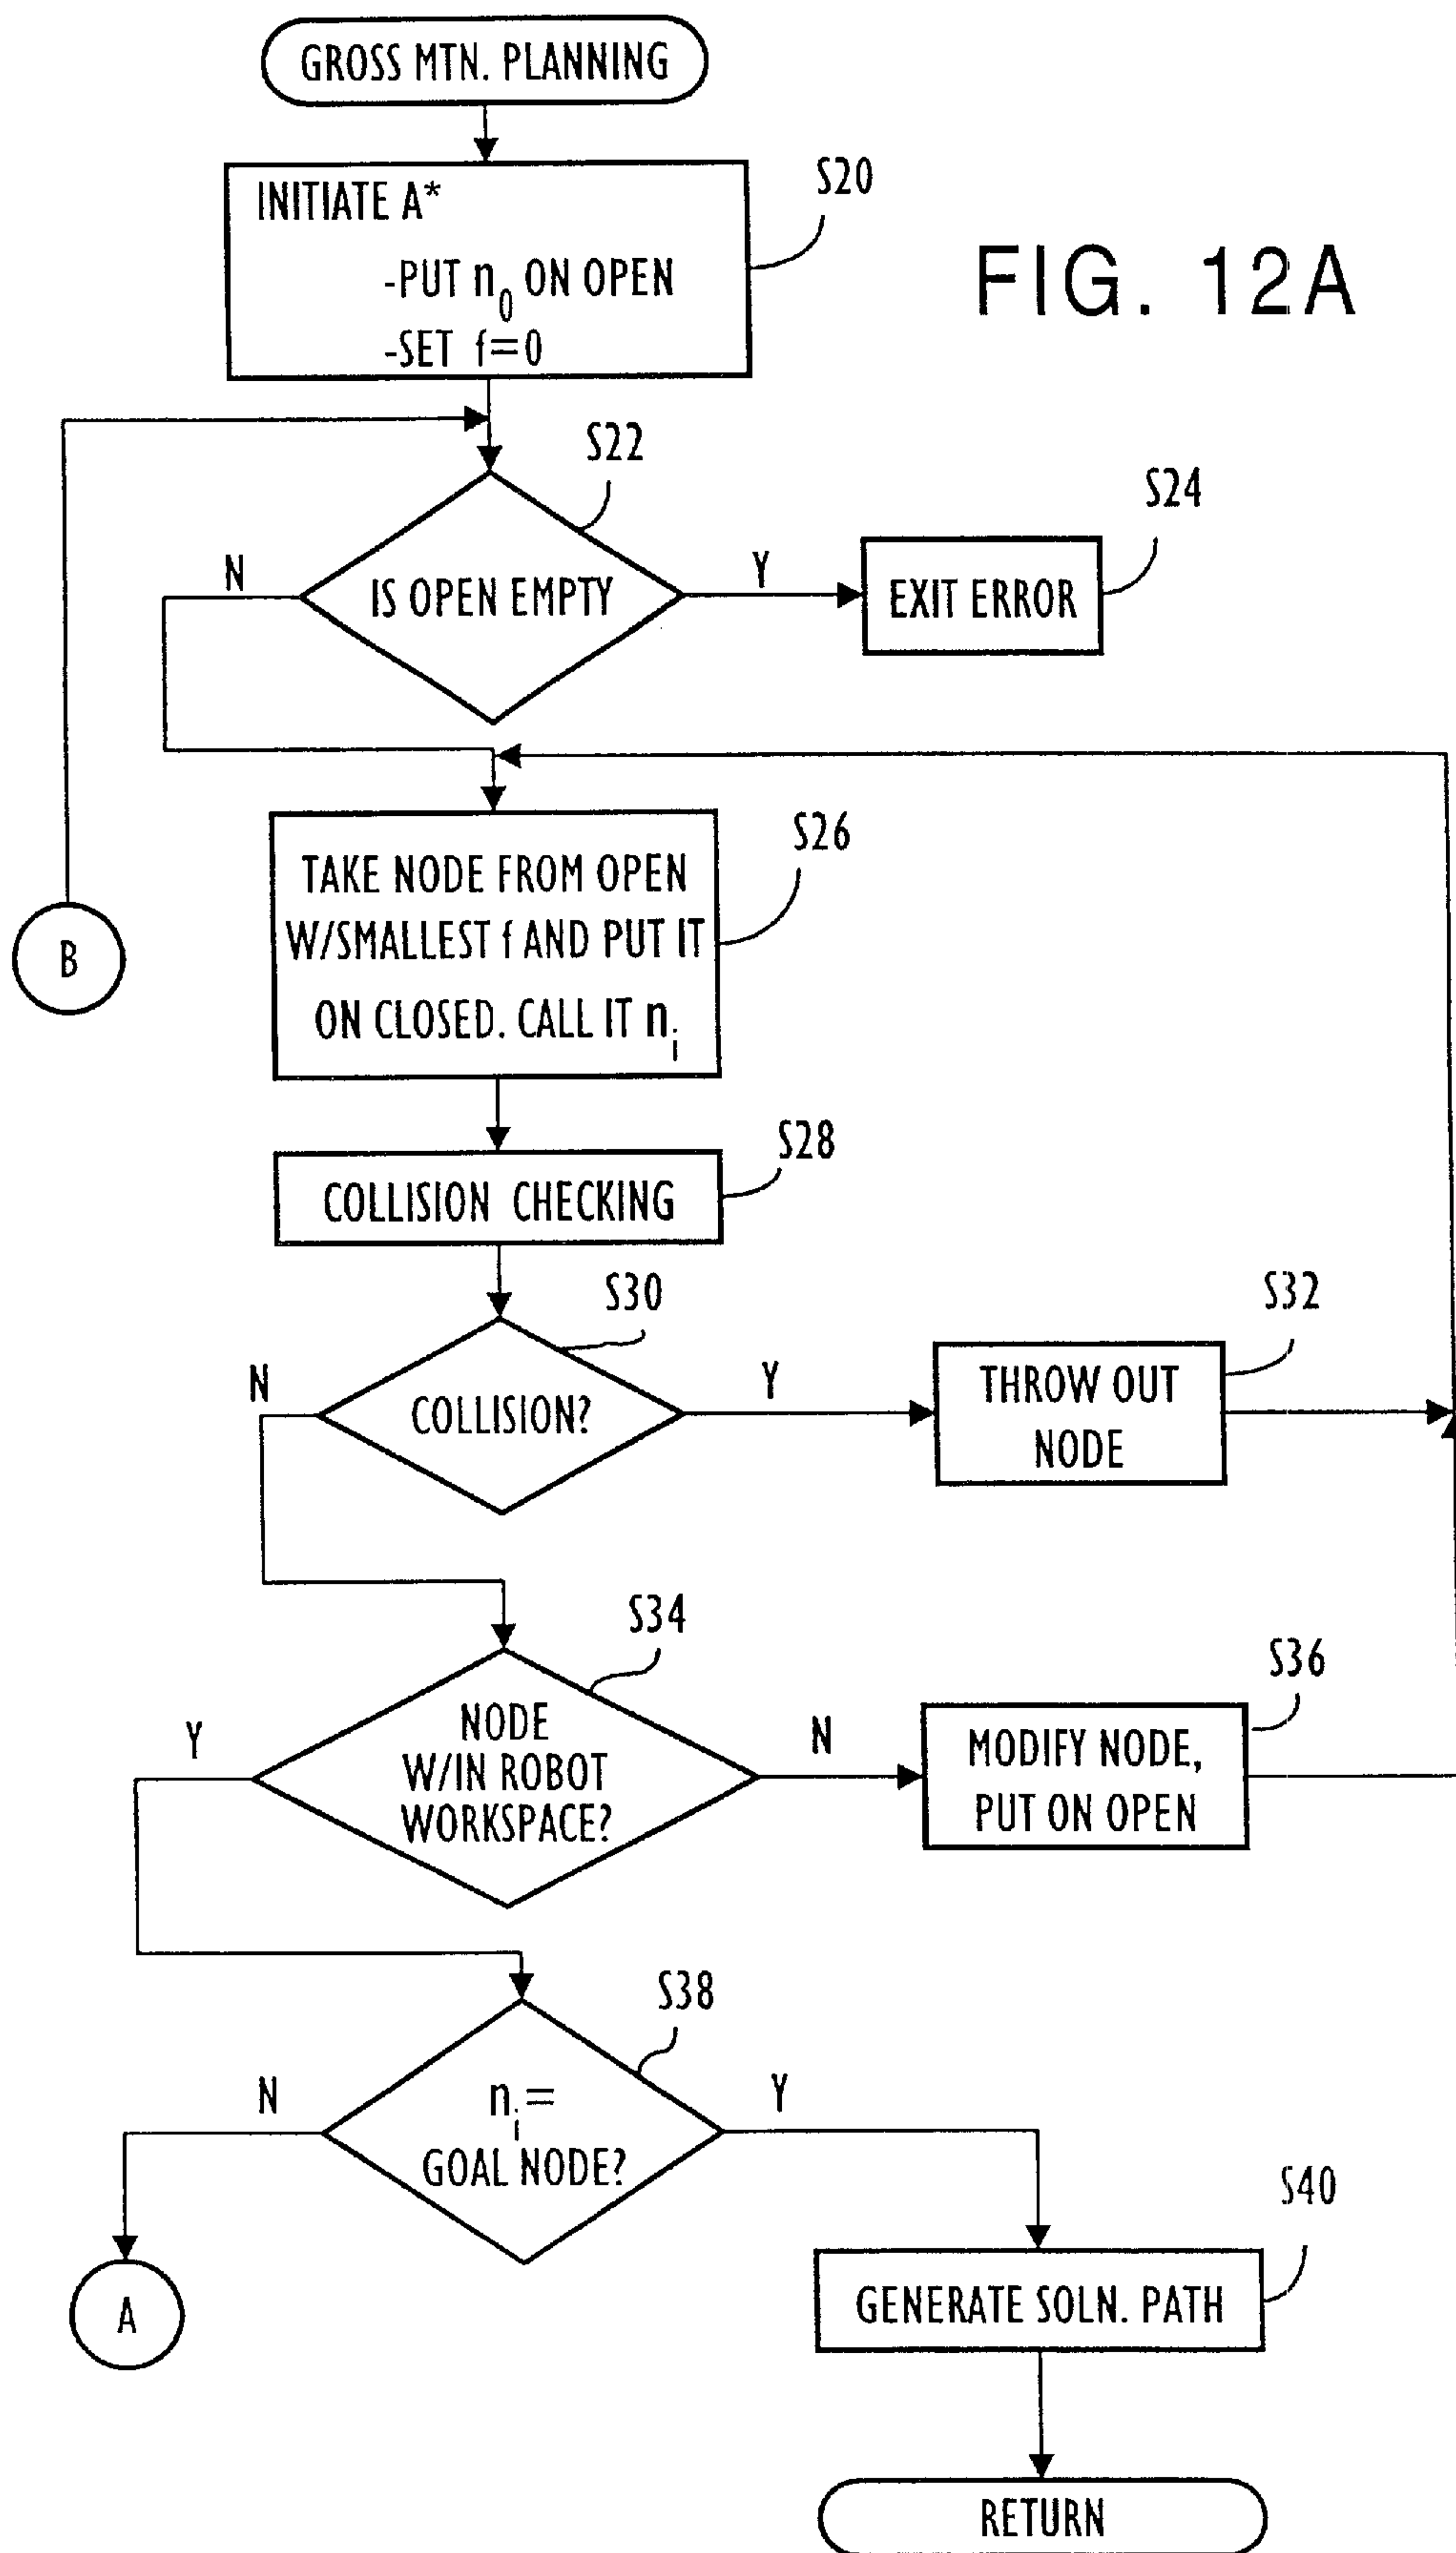 GROSS MTN. PLANNING
S20
INITIATE A*
-PUT n0 ON OPEN
-SET f=0
FIG. 12A
S22
S24
N
IS OPEN EMPTY
Y
EXIT ERROR
S26
TAKE NODE FROM OPEN
W/SMALLEST f AND PUT IT
ON CLOSED. CALL IT ni
B
S28
COLLISION CHECKING
S30
S32
N
COLLISION?
Y
THROW OUT
NODE
S34
S36
Y
NODE
W/IN ROBOT
WORKSPACE?
N
MODIFY NODE,
PUT ON OPEN
S38
N
ni=
GOAL NODE?
Y
S40
A
GENERATE SOLN. PATH
RETURN